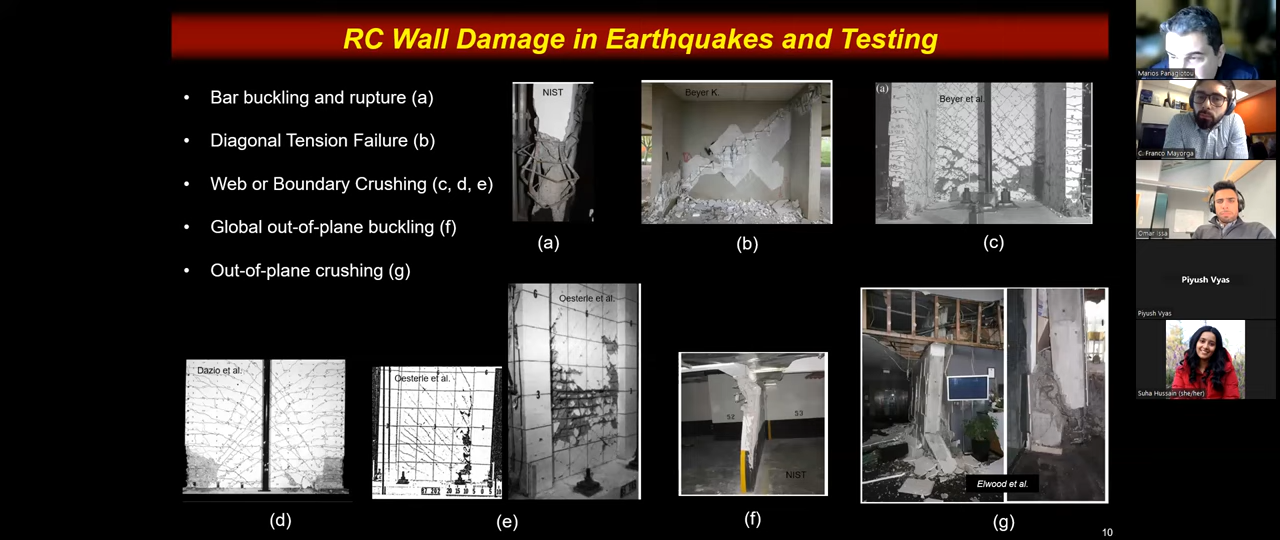 RC Wall Damage in Earthquakes and Testing
• Bar buckling and rupture (a)
• Diagonal Tension Failure (b)
• Web or Boundary Crushing (c, d, e)
• Global out-of-plane buckling (f)
• Out-of-plane crushing (g)
NIST
(a)
Beyer K.
(b)
(a)
Beyer et al.
(c)
Dazio et al.
(d)
Oesterle et al.
Oesterle et al.
(e)
52
53
NIST
(f)
Elwood et al.
(g)
10
Marios Panagiotou
C. Franco Mayorga
Omar Issa
Piyush Vyas
Piyush Vyas
Suha Hussain (she/her)